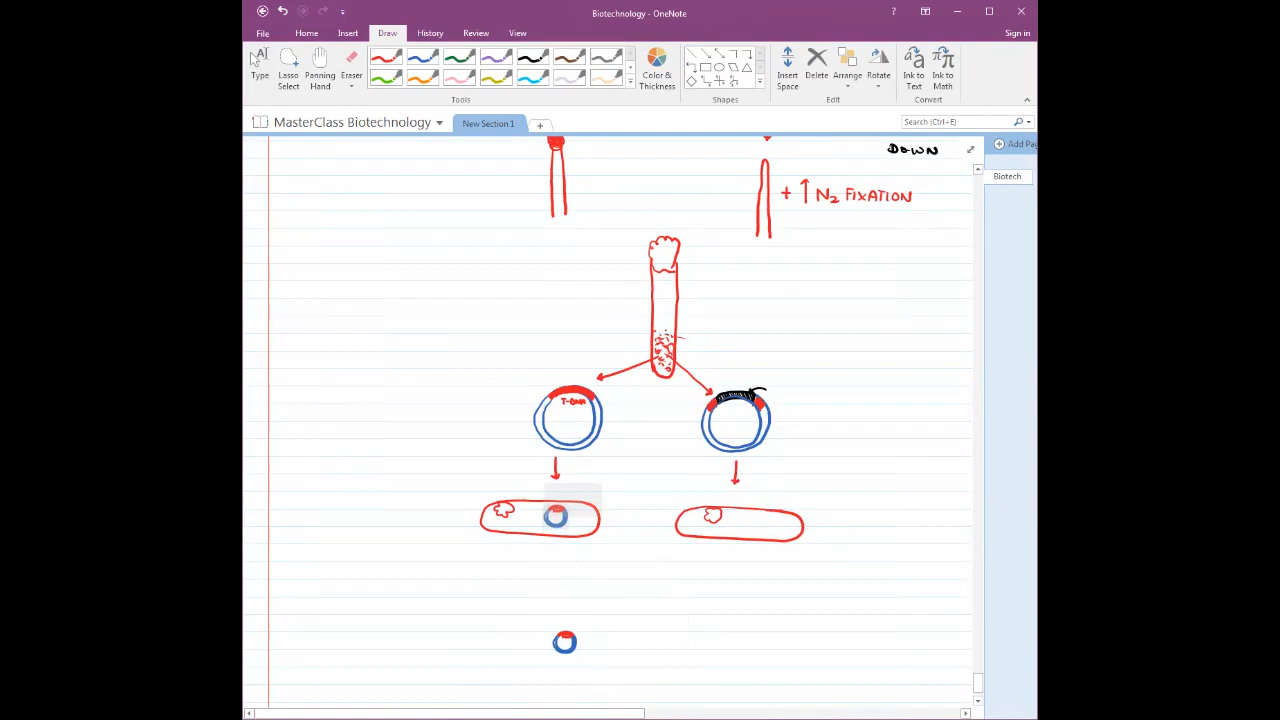 Biotechnology - OneNote
?
File Home Insert Draw History Review View
Sign in
Type
Lasso Select
Panning Hand
Eraser
Color & Thickness
Insert Space
Delete
Arrange
Rotate
Ink to Text
Ink to Math
Tools
Shapes
Edit
Convert
MasterClass Biotechnology
New Section 1
Search (Ctrl+E)
Add Pag
Biotech
DOWN
+ ↑ N2 FIXATION